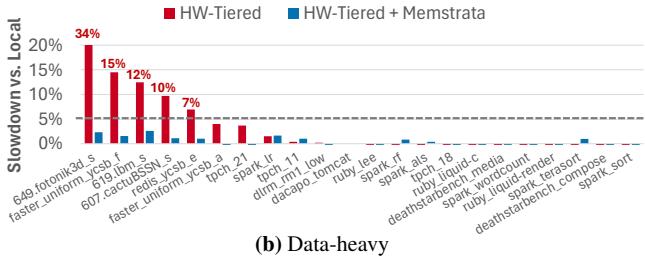 HW-Tiered HW-Tiered + Memstrata
Slowdown vs. Local
20%
15%
10%
5%
0%
34%
15%
12%
10%
7%
649.fotonik3d_s
faster_uniform_ycsb_f
619.lbm_s
607.cactuBSSN_s
redis_ycsb_e
faster_uniform_ycsb_a
tpch_21
spark_lr
tpch_11
dlrm_rm1_low
dacapo_tomcat
ruby_lee
spark_rf
spark_als
tpch_18
ruby_liquid-c
deathstarbench_media
spark_wordcount
ruby_liquid-render
spark_terasort
deathstarbench_compose
spark_sort
(b) Data-heavy